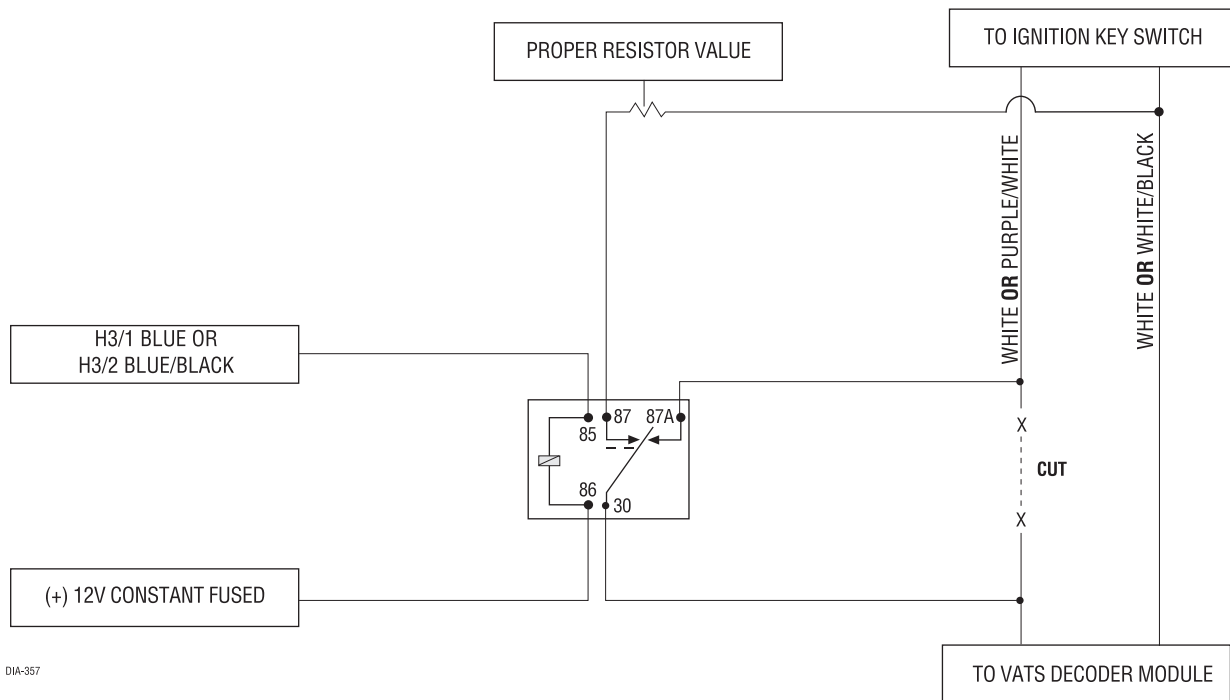 PROPER RESISTOR VALUE
TO IGNITION KEY SWITCH
WHITE OR PURPLE/WHITE
WHITE OR WHITE/BLACK
H3/1 BLUE OR
H3/2 BLUE/BLACK
87
87A
85
86
30
X
CUT
X
(+) 12V CONSTANT FUSED
TO VATS DECODER MODULE
DIA-357